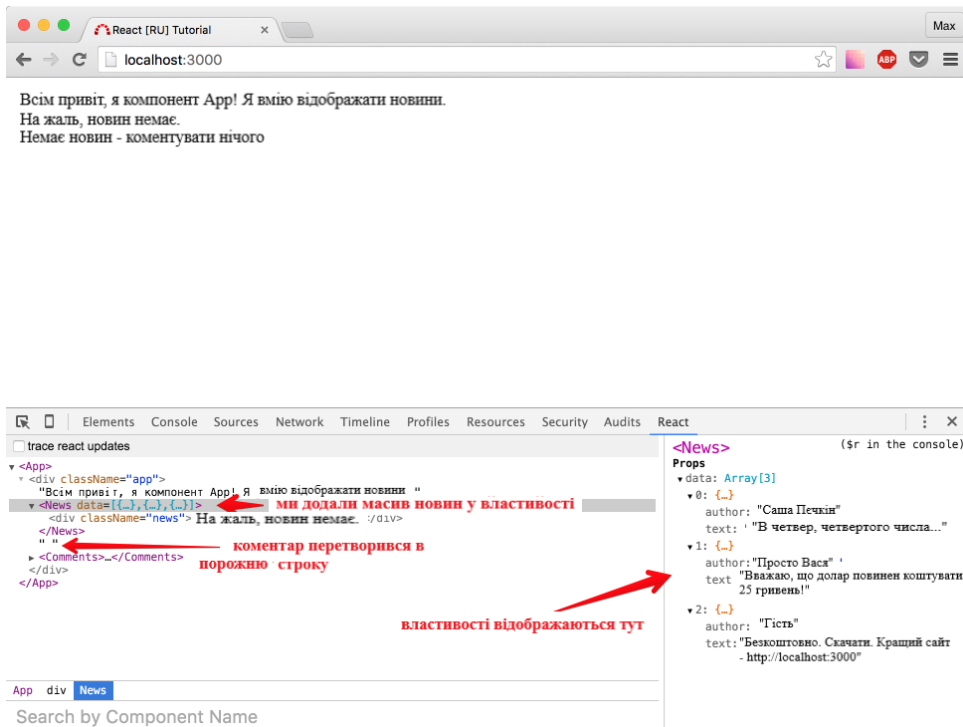 React [RU] Tutorial ×
Max
localhost:3000
ABP
Всім привіт, я компонент App! Я вмію відображати новини.
На жаль, новин немає.
Немає новин - коментувати нічого
Elements Console Sources Network Timeline Profiles Resources Security Audits React
trace react updates
<App>
<div className="app">
"Всім привіт, я компонент App! Я вмію відображати новини "
<News data=[{…},{…},{…}]> ми додали масив новин у властивості
<div className="news"> На жаль, новин немає. :/div>
</News>
" " коментар перетворився в
<Comments>…</Comments> порожню строку
</div>
</App>
властивості відображаються тут
App div News
Search by Component Name
<News> ($r in the console)
Props
data: Array[3]
0: {…}
author: "Саша Печкін"
text: ' "В четвер, четвертого числа..."
1: {…}
author: "Просто Вася" '
text "Вважаю, що долар повинен коштувати
25 гривень!"
2: {…}
author: "Гість"
text: "Безкоштовно. Скачати. Кращий сайт
- http://localhost:3000"